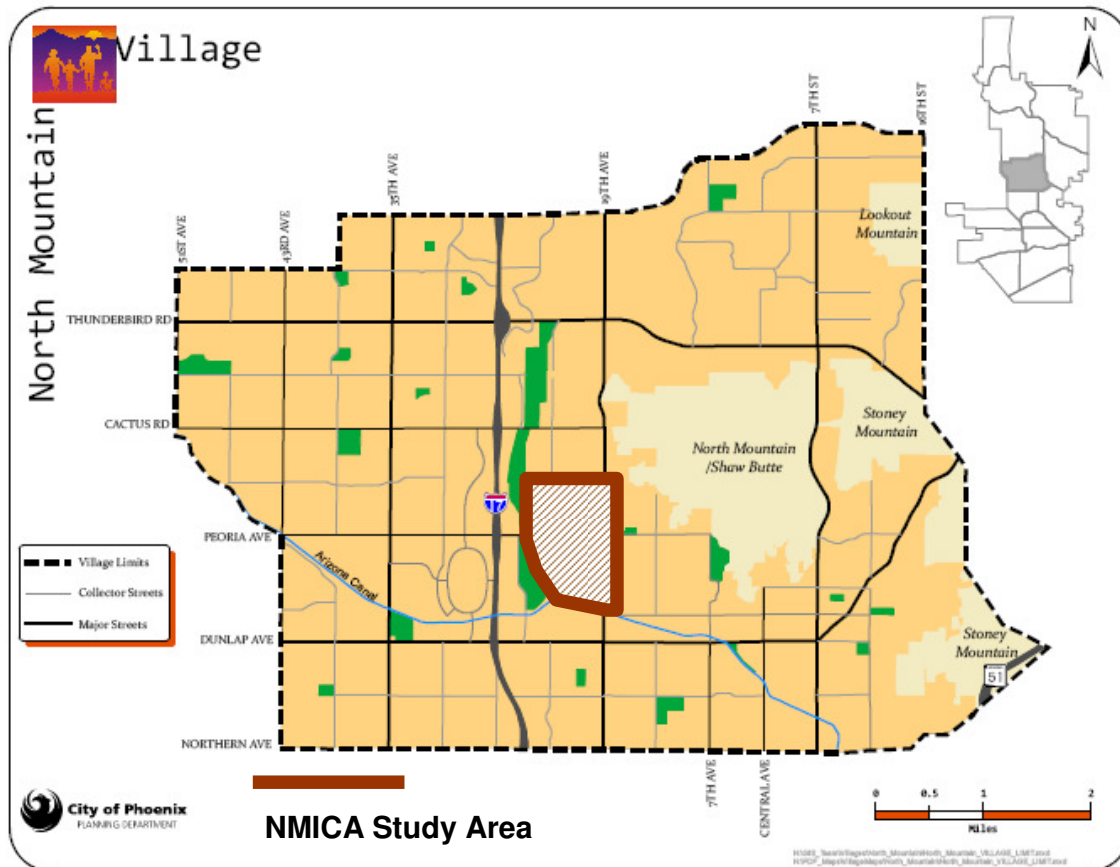 Village
North Mountain
N
7TH ST
16TH ST
35TH AVE
19TH AVE
51ST AVE
43RD AVE
Lookout
Mountain
THUNDERBIRD RD
CACTUS RD
Stoney
Mountain
North Mountain
/Shaw Butte
17
PEORIA AVE
Arizona Canal
Village Limits
Collector Streets
Major Streets
DUNLAP AVE
Stoney
Mountain
51
NORTHERN AVE
7TH AVE
CENTRAL AVE
City of Phoenix
PLANNING DEPARTMENT
NMICA Study Area
0 0.5 1 2
Miles